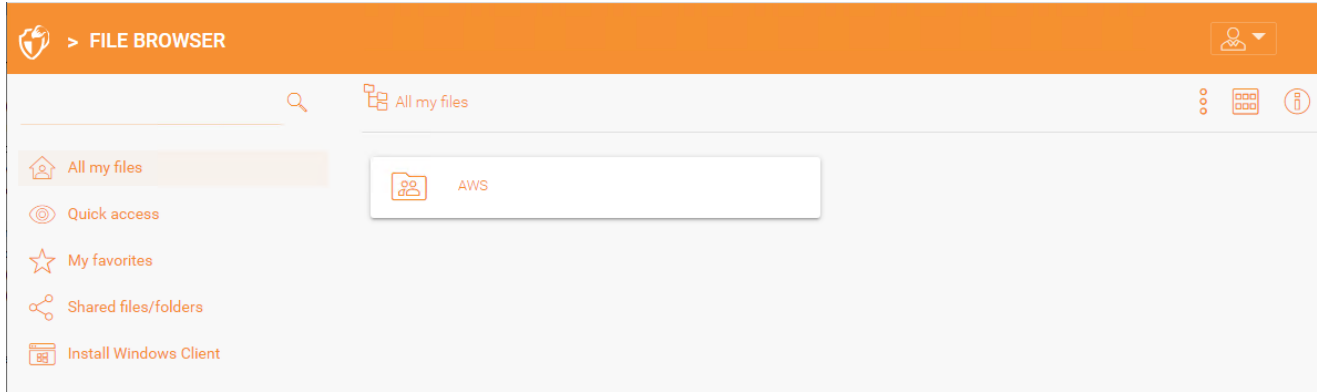 > FILE BROWSER
All my files
All my files
AWS
Quick access
My favorites
Shared files/folders
Install Windows Client